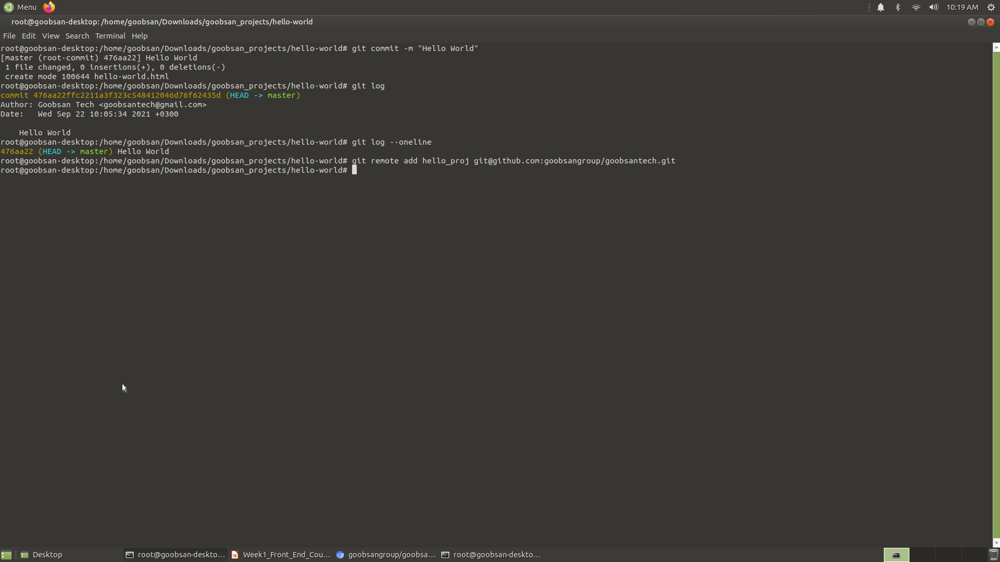 Menu
10:19 AM
root@goobsan-desktop: /home/goobsan/Downloads/goobsan_projects/hello-world
File Edit View Search Terminal Help
root@goobsan-desktop:/home/goobsan/Downloads/goobsan_projects/hello-world# git commit -m "Hello World"
[master (root-commit) 476aa22] Hello World
 1 file changed, 0 insertions(+), 0 deletions(-)
 create mode 100644 hello-world.html
root@goobsan-desktop:/home/goobsan/Downloads/goobsan_projects/hello-world# git log
commit 476aa22ffc2211a3f323c548412046d76f62435d (HEAD -> master)
Author: Goobsan Tech <goobsantech@gmail.com>
Date:   Wed Sep 22 10:05:34 2021 +0300
    Hello World
root@goobsan-desktop:/home/goobsan/Downloads/goobsan_projects/hello-world# git log --oneline
476aa22 (HEAD -> master) Hello World
root@goobsan-desktop:/home/goobsan/Downloads/goobsan_projects/hello-world# git remote add hello_proj git@github.com:goobsangroup/goobsantech.git
root@goobsan-desktop:/home/goobsan/Downloads/goobsan_projects/hello-world#
Desktop
root@goobsan-deskto...
Week1_Front_End_Cou...
goobsangroup/goobsa...
root@goobsan-deskto...